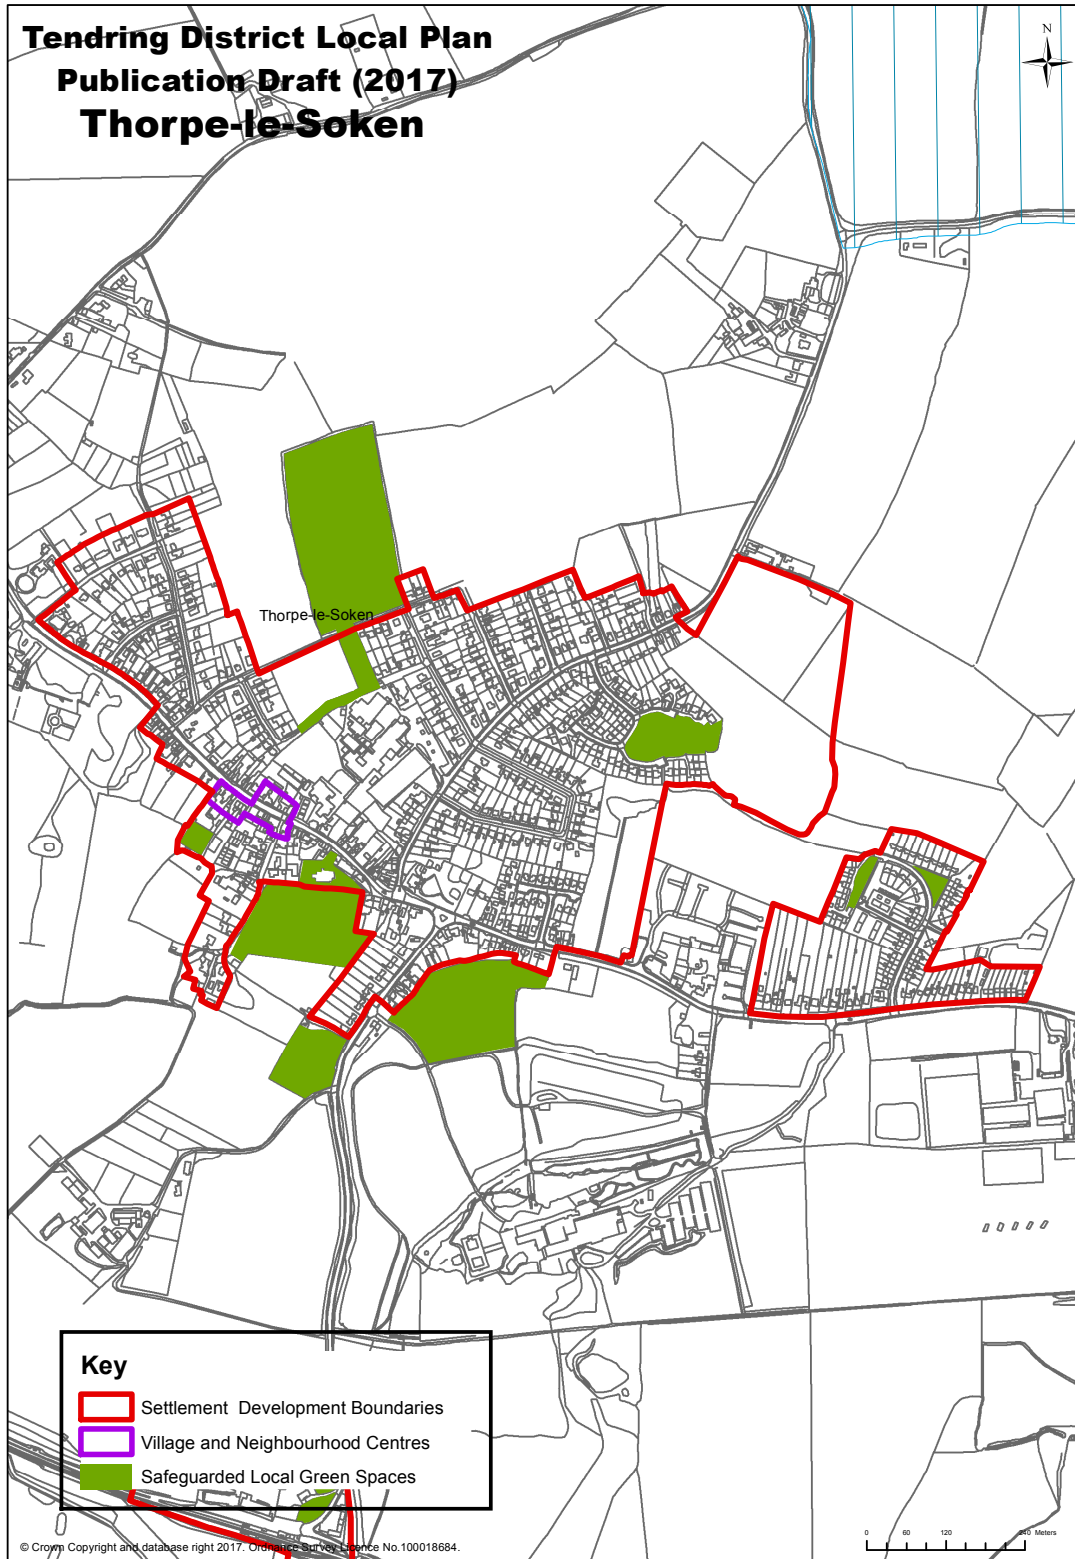 Tendring District Local Plan
Publication Draft (2017)
Thorpe-le-Soken
N
Thorpe-le-Soken
Key
Settlement Development Boundaries
Village and Neighbourhood Centres
Safeguarded Local Green Spaces
© Crown Copyright and database right 2017. Ordnance Survey Licence No.100018684.
0 60 120 240 Meters